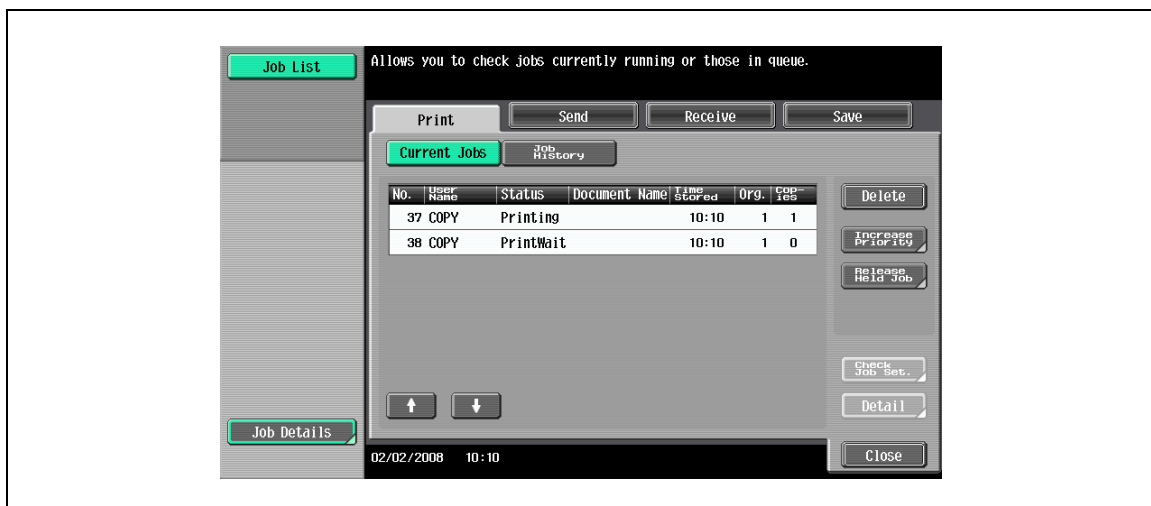 Job List
Allows you to check jobs currently running or those in queue.
Print Send Receive Save
Current Jobs Job History
No. User Name Status Document Name Time Stored Org. Cop-ies
37 COPY Printing 10:10 1 1
38 COPY PrintWait 10:10 1 0
Delete
Increase Priority
Release Held Job
Check Job Set.
Detail
Job Details
02/02/2008 10:10
Close